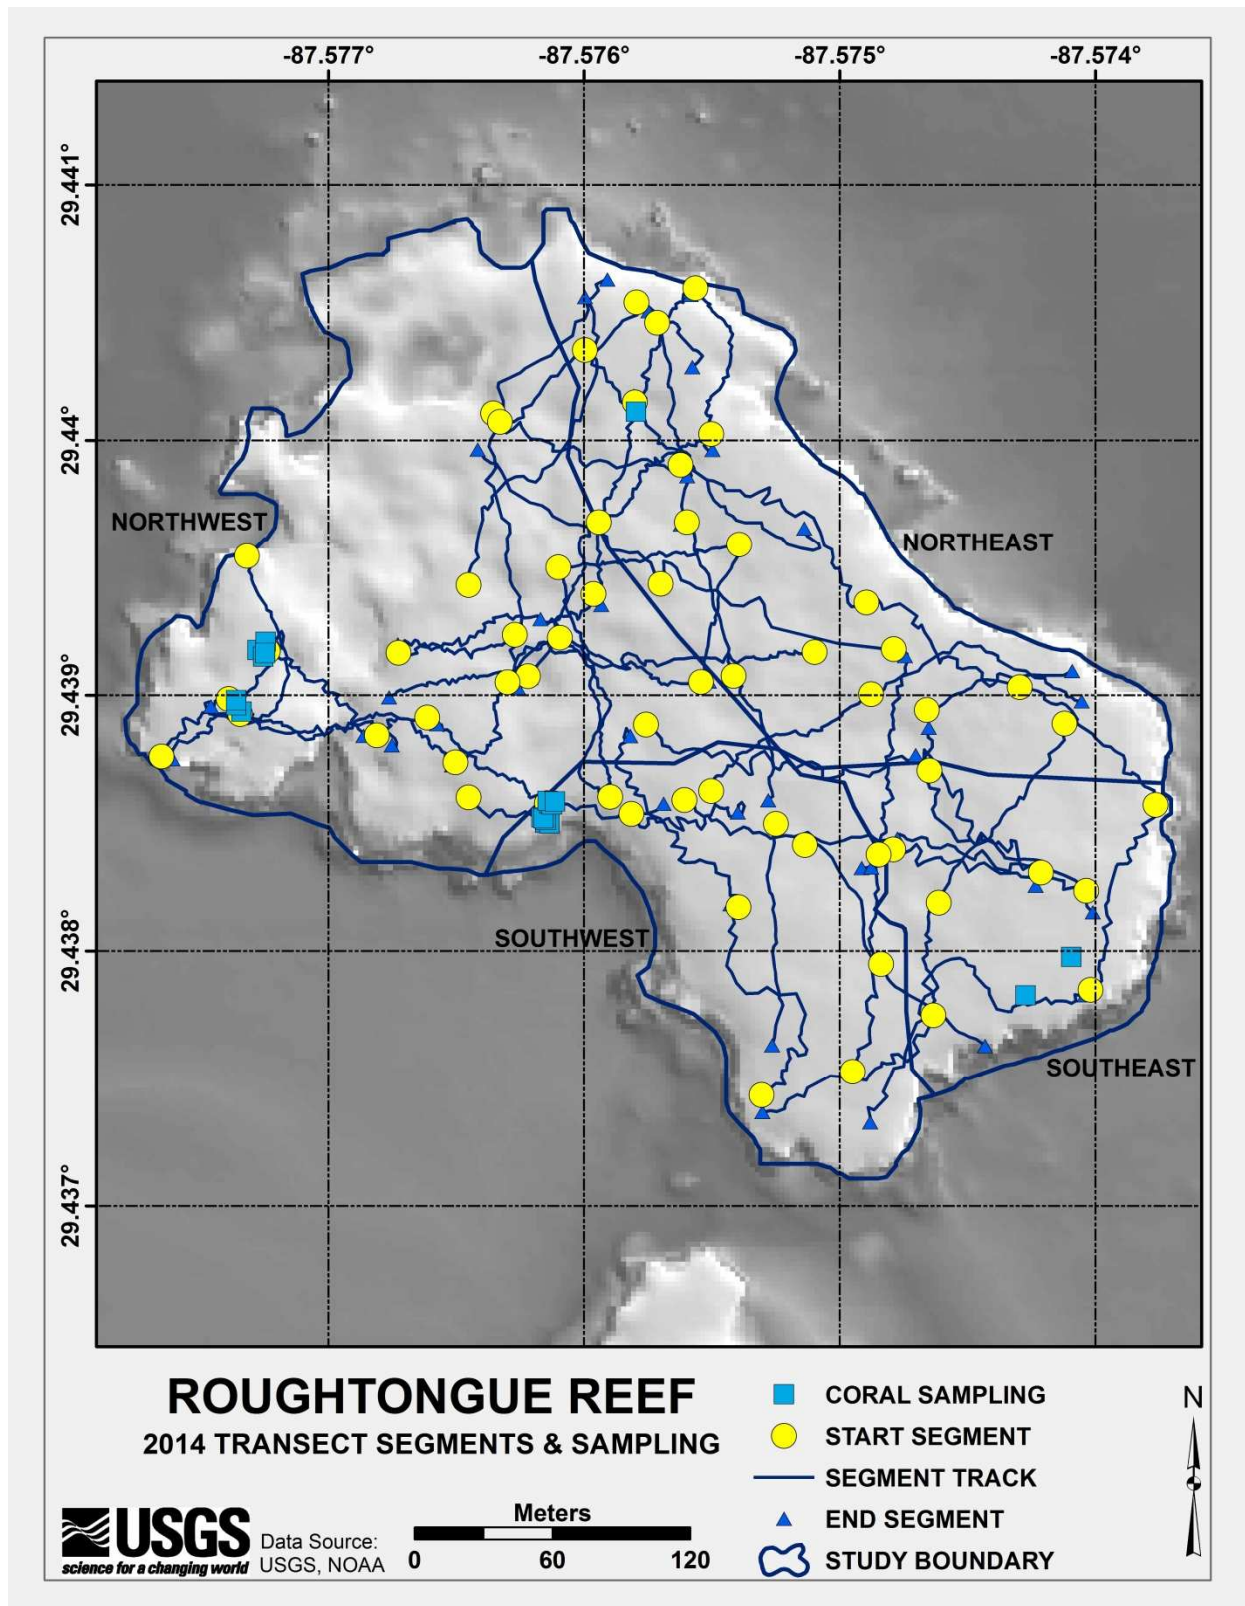 -87.577° -87.576° -87.575° -87.574°
29.441°
29.44°
NORTHWEST
NORTHEAST
29.439°
SOUTHWEST
29.438°
SOUTHEAST
29.437°
ROUGHTONGUE REEF
2014 TRANSECT SEGMENTS & SAMPLING
CORAL SAMPLING
START SEGMENT
SEGMENT TRACK
END SEGMENT
STUDY BOUNDARY
N
USGS
science for a changing world
Data Source:
USGS, NOAA
Meters
0 60 120